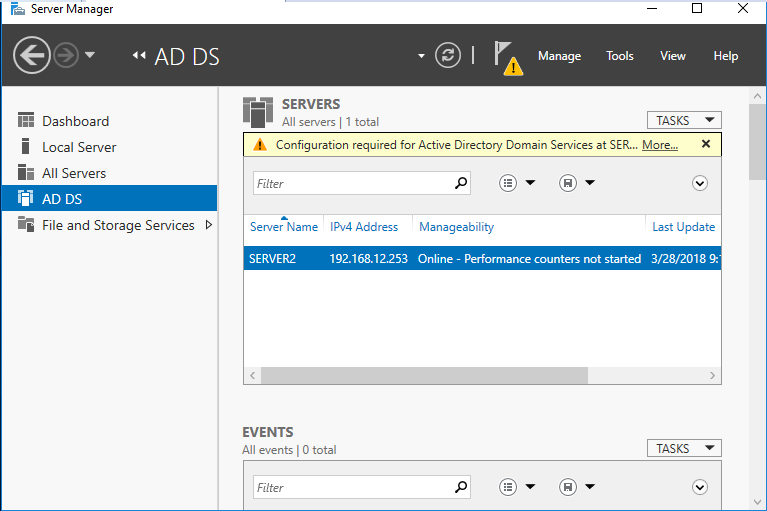 Server Manager
AD DS
Manage Tools View Help
Dashboard
Local Server
All Servers
AD DS
File and Storage Services
SERVERS
All servers | 1 total
TASKS
Configuration required for Active Directory Domain Services at SER... More...
Filter
Server Name IPv4 Address Manageability Last Update
SERVER2 192.168.12.253 Online - Performance counters not started 3/28/2018 9:
EVENTS
All events | 0 total
TASKS
Filter